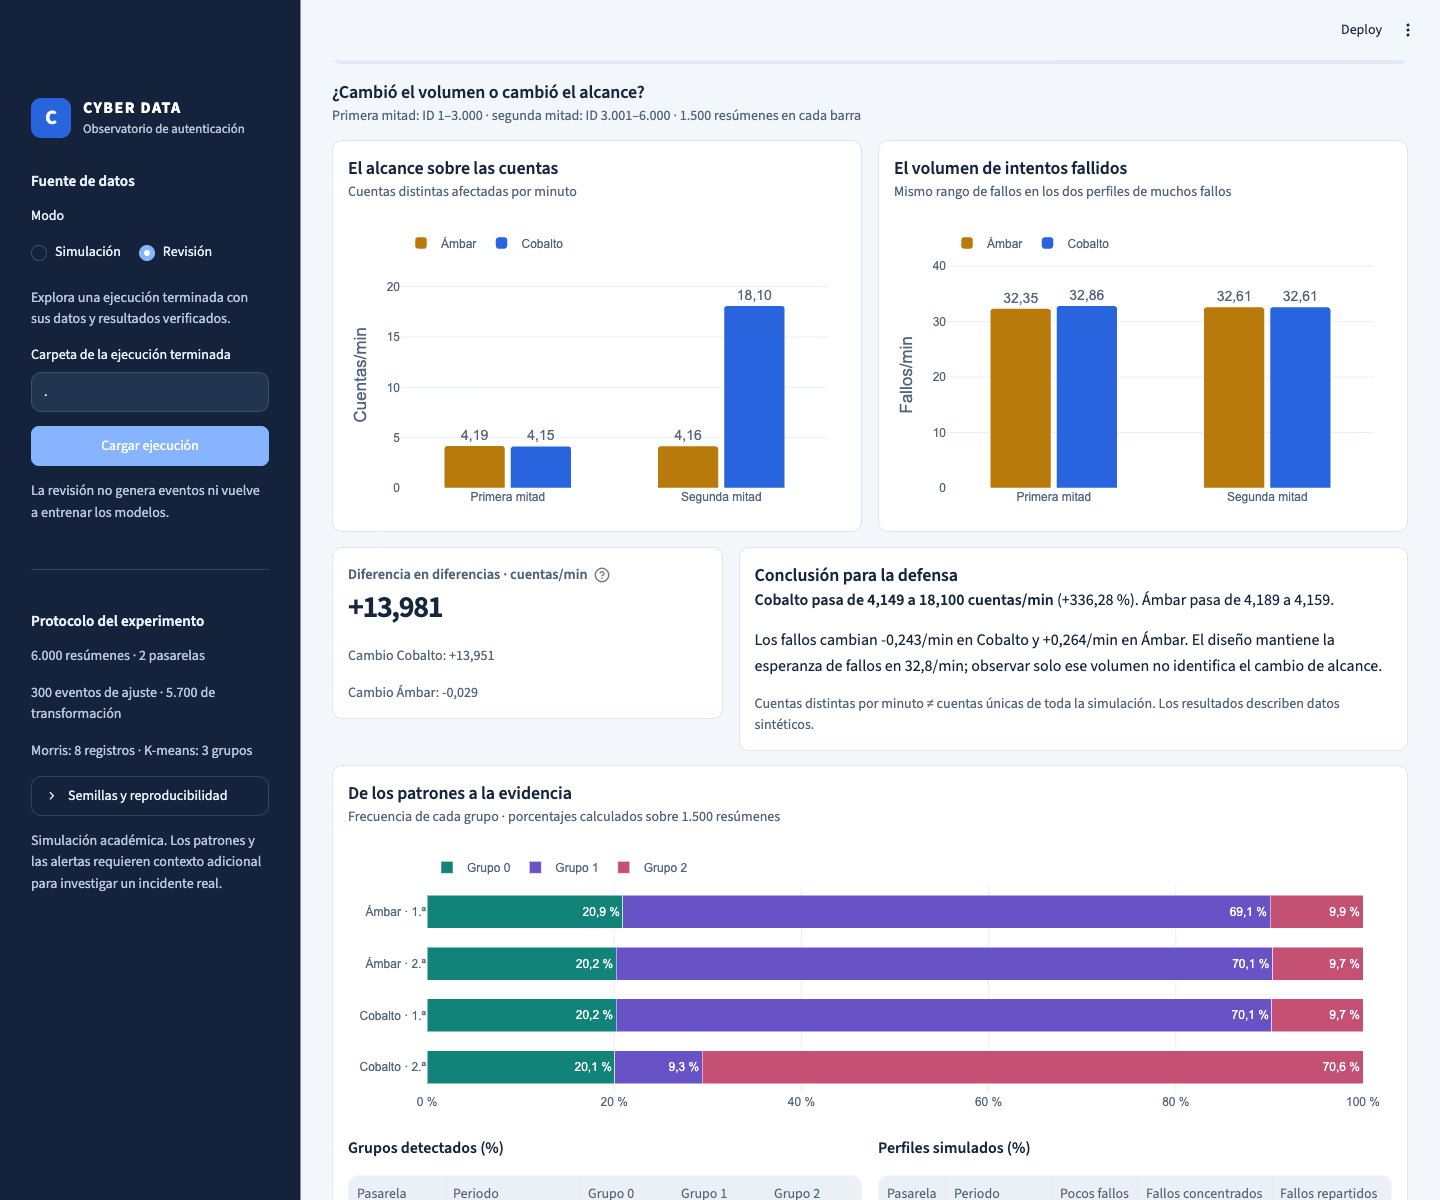 Deploy
C
CYBER DATA
Observatorio de autenticación
Fuente de datos
Modo
Simulación
Revisión
Explora una ejecución terminada con
sus datos y resultados verificados.
Carpeta de la ejecución terminada
.
Cargar ejecución
La revisión no genera eventos ni vuelve
a entrenar los modelos.
Protocolo del experimento
6.000 resúmenes · 2 pasarelas
300 eventos de ajuste · 5.700 de
transformación
Morris: 8 registros · K-means: 3 grupos
Semillas y reproducibilidad
Simulación académica. Los patrones y
las alertas requieren contexto adicional
para investigar un incidente real.
¿Cambió el volumen o cambió el alcance?
Primera mitad: ID 1–3.000 · segunda mitad: ID 3.001–6.000 · 1.500 resúmenes en cada barra
El alcance sobre las cuentas
Cuentas distintas afectadas por minuto
Ámbar
Cobalto
Cuentas/min
20
15
10
5
0
4,19
4,15
4,16
18,10
Primera mitad
Segunda mitad
El volumen de intentos fallidos
Mismo rango de fallos en los dos perfiles de muchos fallos
Ámbar
Cobalto
Fallos/min
40
30
20
10
0
32,35
32,86
32,61
32,61
Primera mitad
Segunda mitad
Diferencia en diferencias · cuentas/min
+13,981
Cambio Cobalto: +13,951
Cambio Ámbar: -0,029
Conclusión para la defensa
Cobalto pasa de 4,149 a 18,100 cuentas/min (+336,28 %). Ámbar pasa de 4,189 a 4,159.
Los fallos cambian -0,243/min en Cobalto y +0,264/min en Ámbar. El diseño mantiene la
esperanza de fallos en 32,8/min; observar solo ese volumen no identifica el cambio de alcance.
Cuentas distintas por minuto ≠ cuentas únicas de toda la simulación. Los resultados describen datos
sintéticos.
De los patrones a la evidencia
Frecuencia de cada grupo · porcentajes calculados sobre 1.500 resúmenes
Grupo 0
Grupo 1
Grupo 2
Ámbar · 1.ª 20,9 % 69,1 % 9,9 %
Ámbar · 2.ª 20,2 % 70,1 % 9,7 %
Cobalto · 1.ª 20,2 % 70,1 % 9,7 %
Cobalto · 2.ª 20,1 % 9,3 % 70,6 %
0 % 20 % 40 % 60 % 80 % 100 %
Grupos detectados (%)
Pasarela Periodo Grupo 0 Grupo 1 Grupo 2
Perfiles simulados (%)
Pasarela Periodo Pocos fallos Fallos concentrados Fallos repartidos